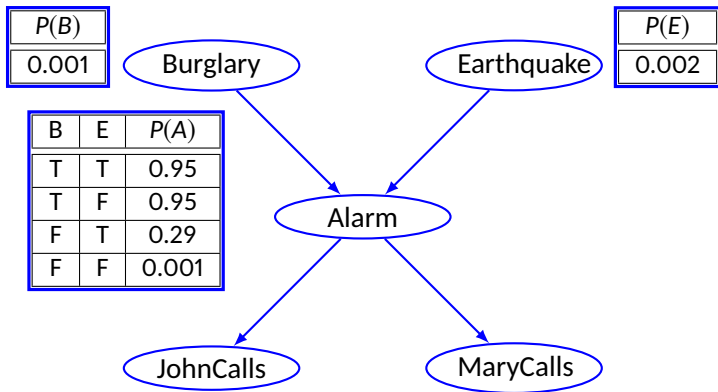 P(B)
0.001
Burglary
Earthquake
P(E)
0.002
B E P(A)
T T 0.95
T F 0.95
F T 0.29
F F 0.001
Alarm
JohnCalls
MaryCalls